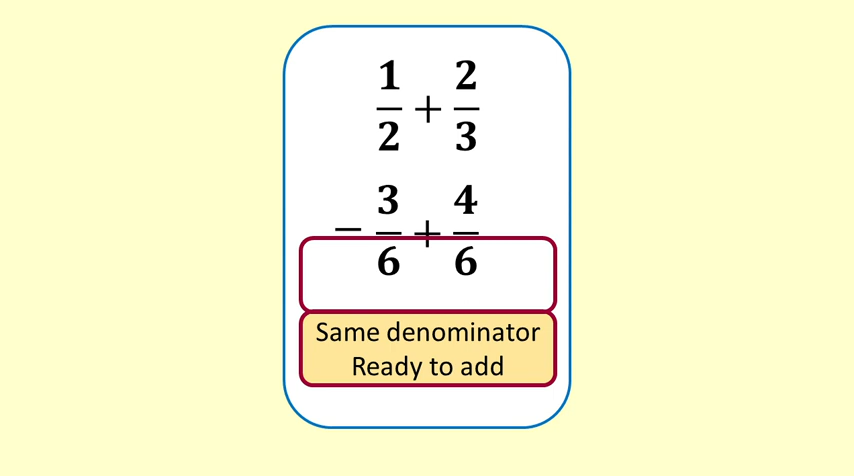 1/2 + 2/3
− 3/6 + 4/6
Same denominator
Ready to add